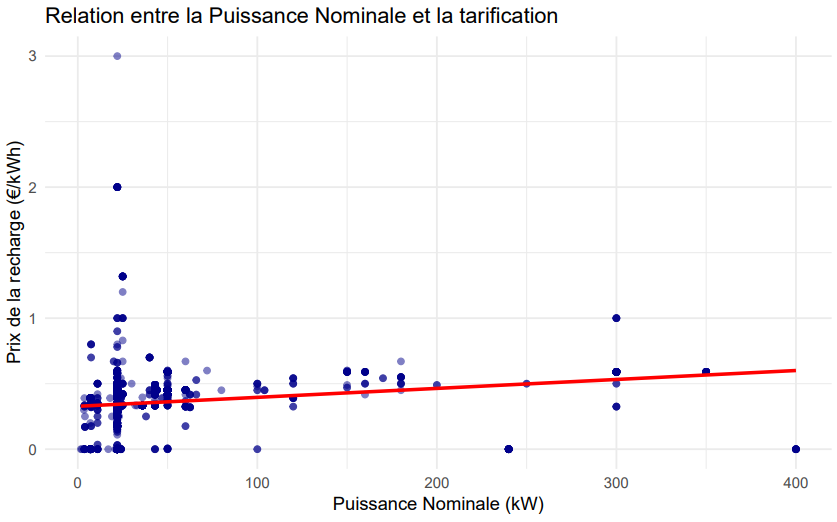 Relation entre la Puissance Nominale et la tarification
Prix de la recharge (€/kWh)
3
2
1
0
0 100 200 300 400
Puissance Nominale (kW)